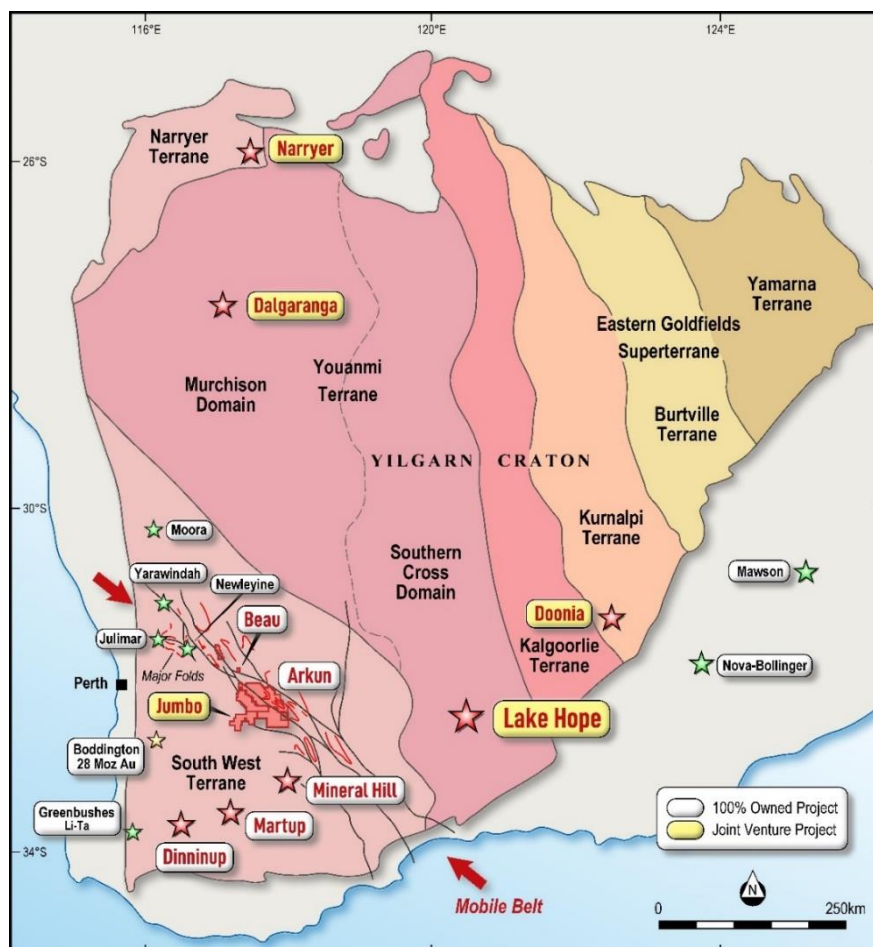 116°E
120°E
124°E
Narryer
Terrane
Narryer
26°S
Yamarna
Terrane
Dalgaranga
Eastern Goldfields
Superterrane
Youanmi
Terrane
Murchison
Domain
Burtville
Terrane
YILGARN CRATON
30°S
Moora
Kurnalpi
Terrane
Southern
Cross
Domain
Mawson
Yarawindah
Newleyine
Beau
Doonia
Julimar
Kalgoorlie
Terrane
Nova-Bollinger
Major Folds
Arkun
Perth
Jumbo
Lake Hope
Boddington
28 Moz Au
South West
Terrane
Mineral Hill
100% Owned Project
Joint Venture Project
Greenbushes
Li-Ta
Martup
Dinninup
34°S
N
Mobile Belt
0
250km